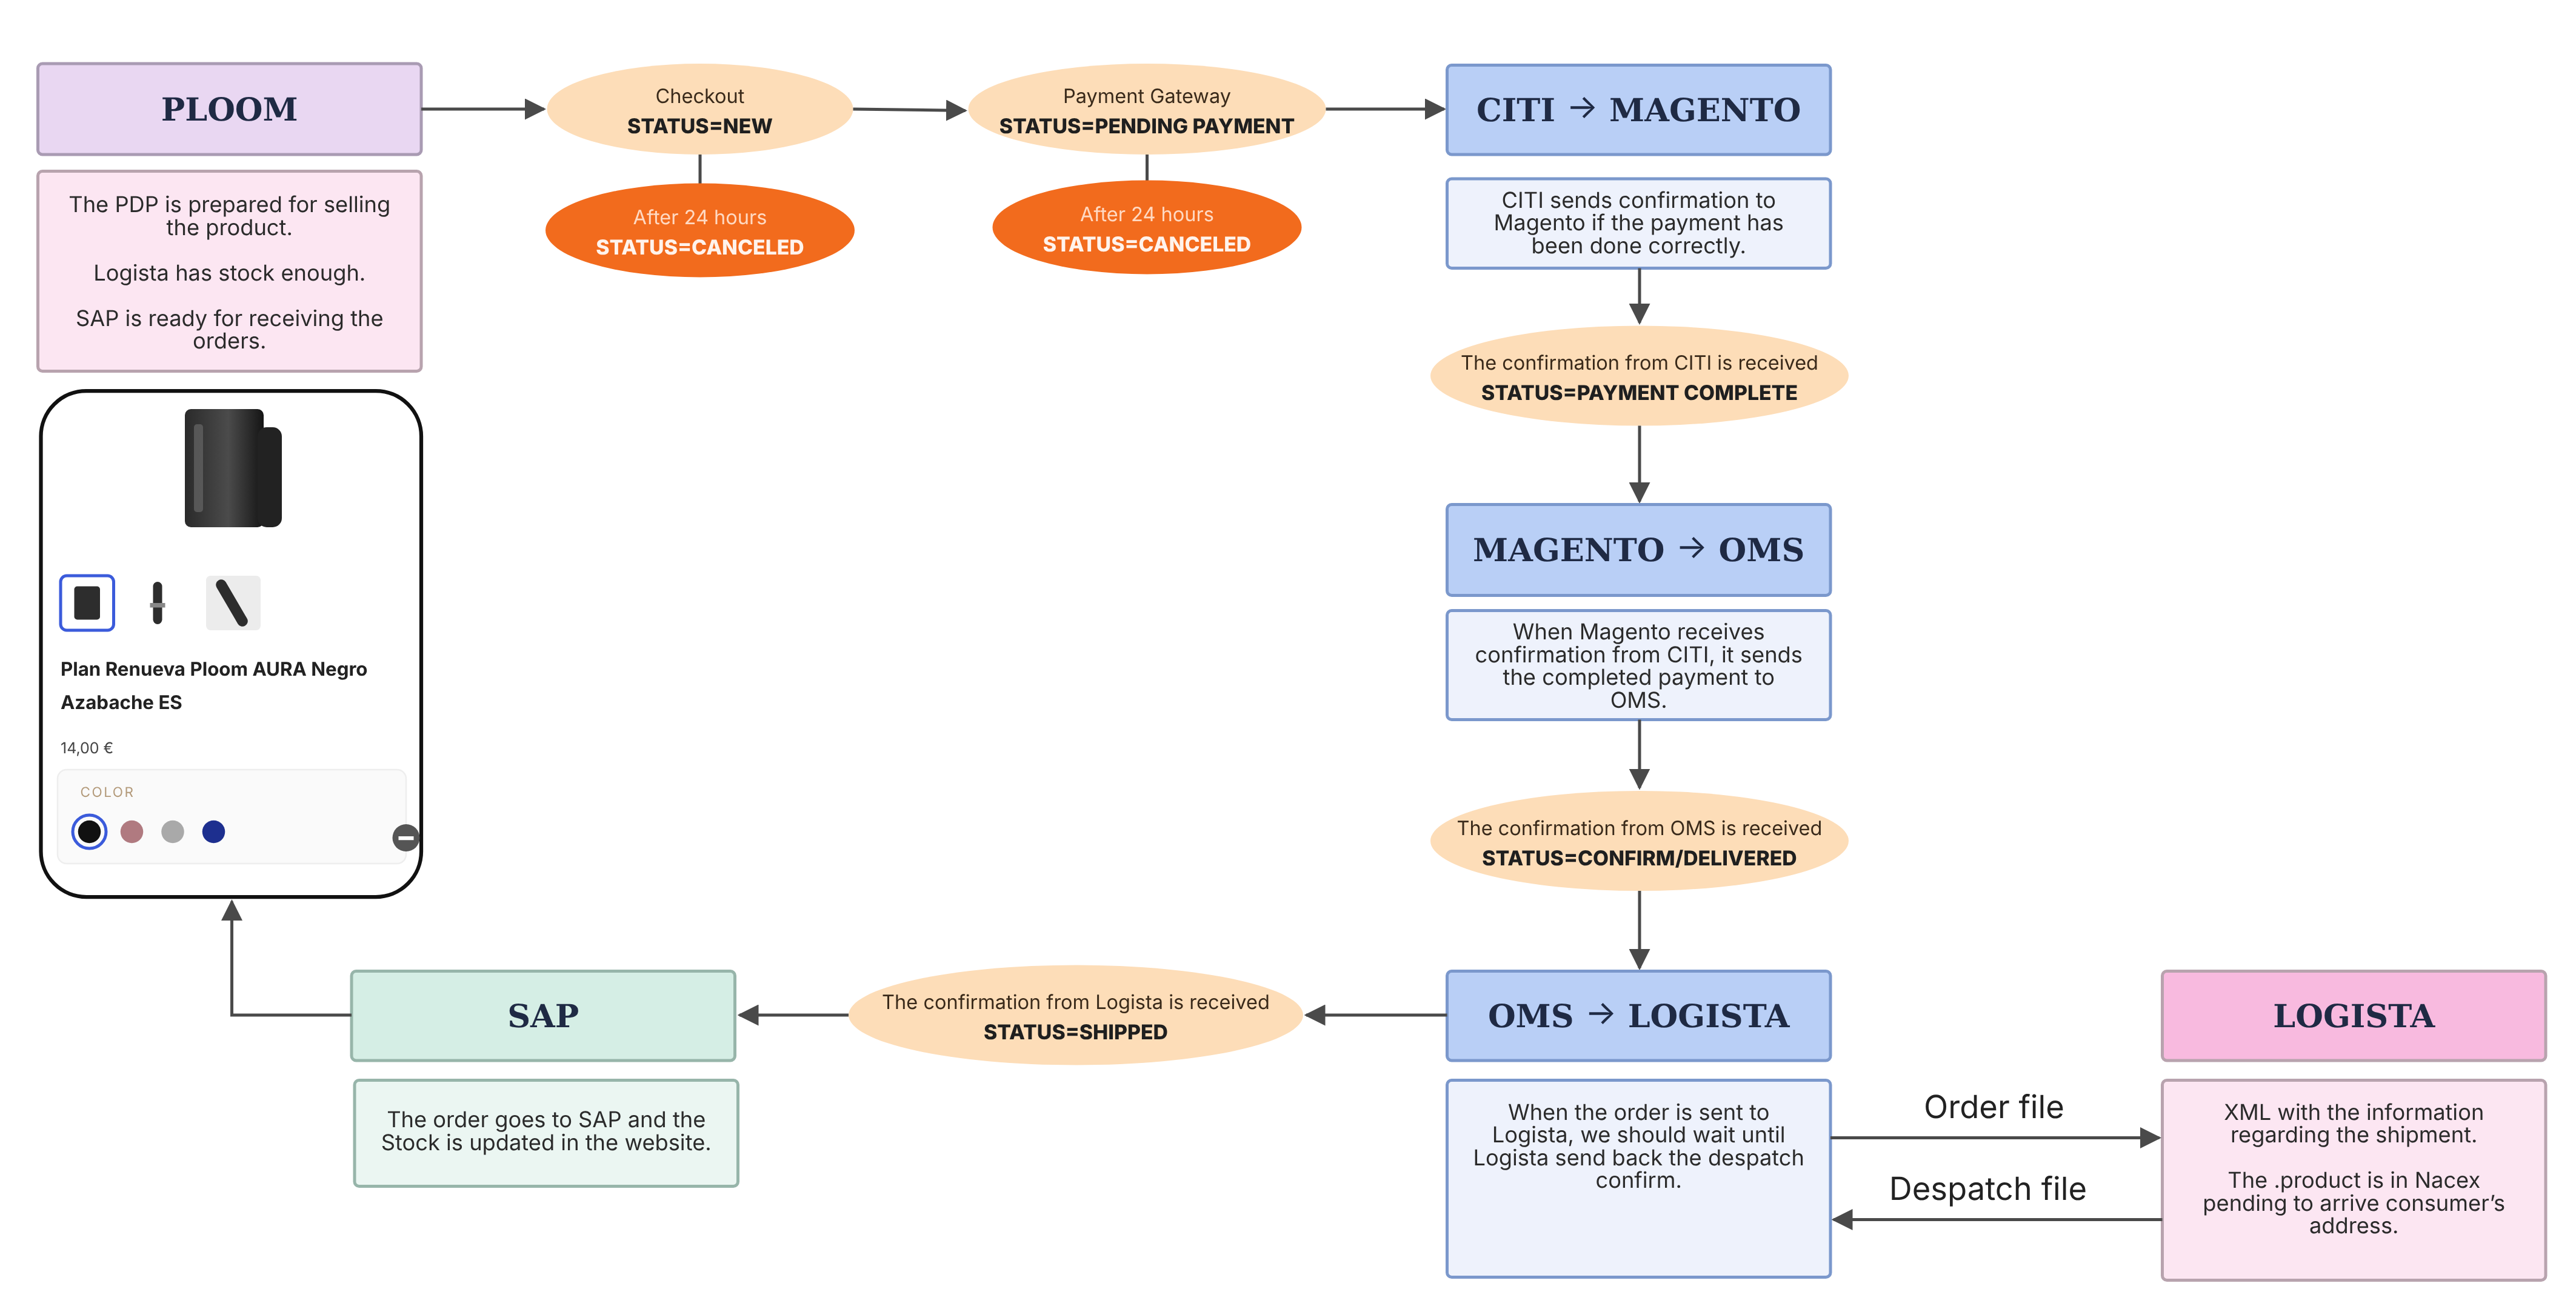 PLOOM
The PDP is prepared for selling
the product.
Logista has stock enough.
SAP is ready for receiving the
orders.
Checkout
STATUS=NEW
After 24 hours
STATUS=CANCELED
Payment Gateway
STATUS=PENDING PAYMENT
After 24 hours
STATUS=CANCELED
CITI → MAGENTO
CITI sends confirmation to
Magento if the payment has
been done correctly.
The confirmation from CITI is received
STATUS=PAYMENT COMPLETE
MAGENTO → OMS
When Magento receives
confirmation from CITI, it sends
the completed payment to
OMS.
The confirmation from OMS is received
STATUS=CONFIRM/DELIVERED
Plan Renueva Ploom AURA Negro
Azabache ES
14,00 €
COLOR
SAP
The order goes to SAP and the
Stock is updated in the website.
The confirmation from Logista is received
STATUS=SHIPPED
OMS → LOGISTA
When the order is sent to
Logista, we should wait until
Logista send back the despatch
confirm.
Order file
Despatch file
LOGISTA
XML with the information
regarding the shipment.
The .product is in Nacex
pending to arrive consumer’s
address.